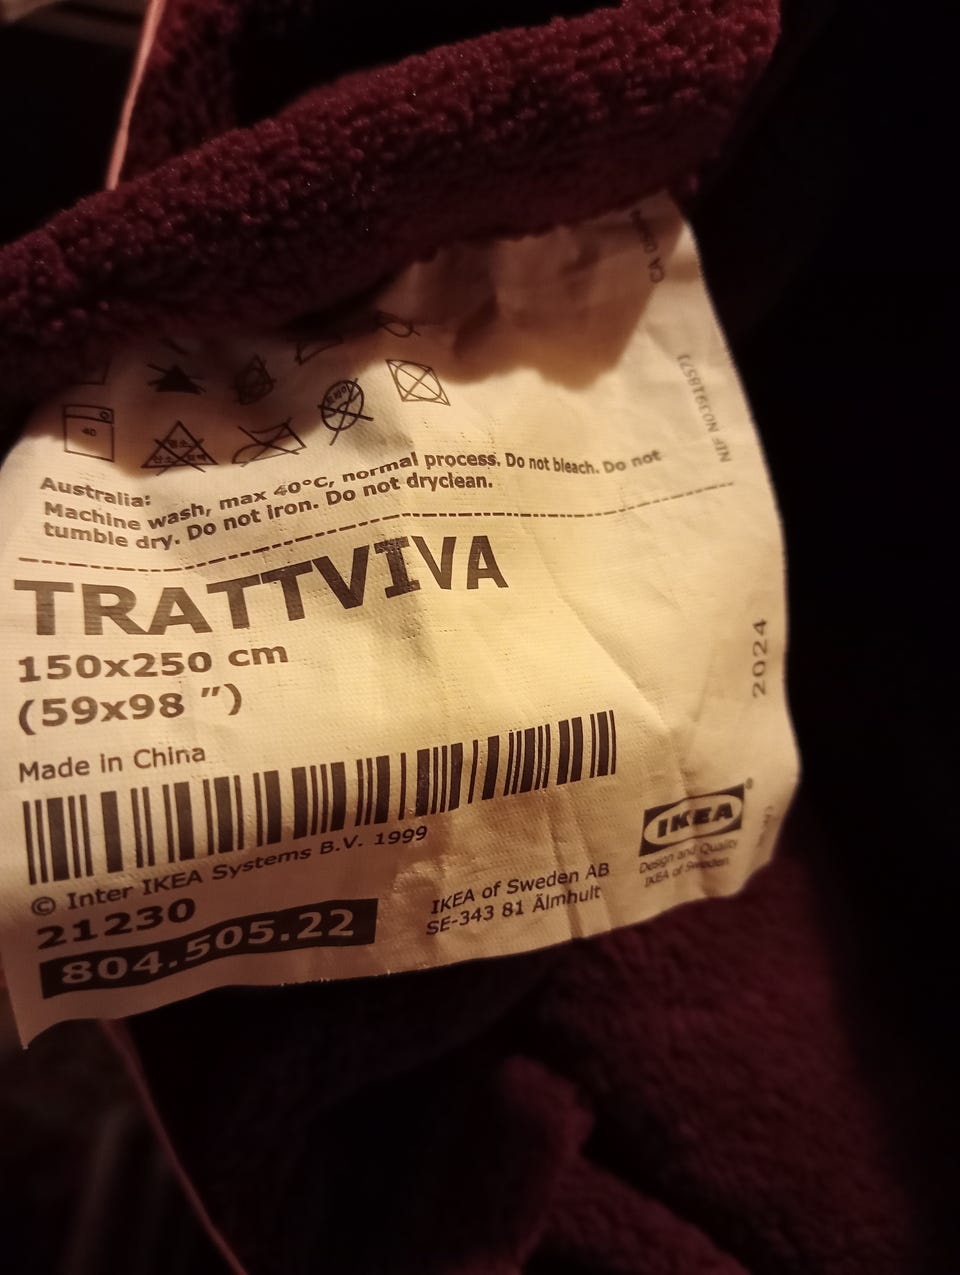 40
Australia:
Machine wash, max 40°C, normal process. Do not bleach. Do not
tumble dry. Do not iron. Do not dryclean.
TRATTVIVA
150x250 cm
(59x98 ")
Made in China
© Inter IKEA Systems B.V. 1999
21230
804.505.22
IKEA of Sweden AB
SE-343 81 Älmhult
IKEA®
Design and Quality
IKEA of Sweden
2024